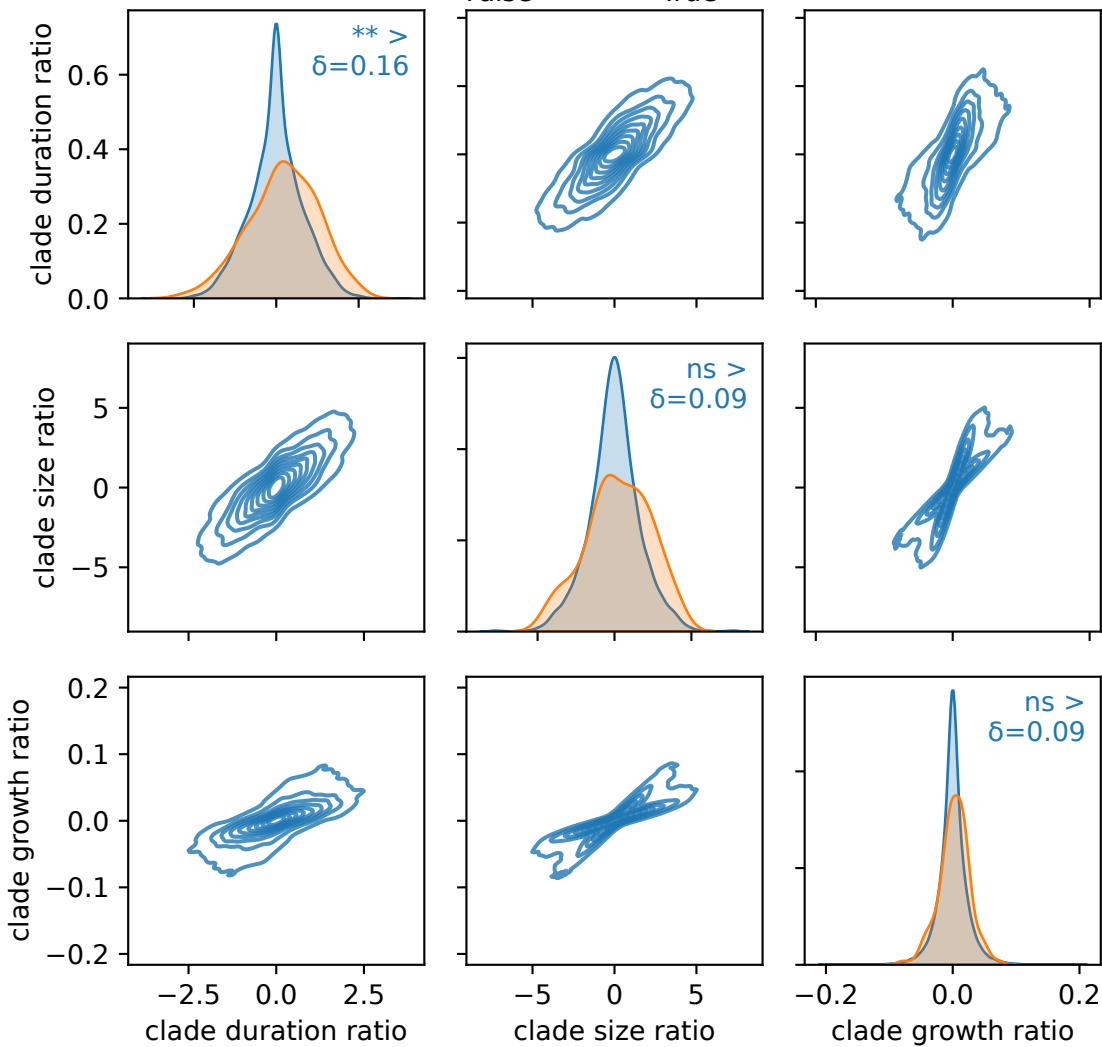 clade duration ratio
0.6
0.4
0.2
0.0
** >
δ=0.16
clade size ratio
5
0
−5
ns >
δ=0.09
clade growth ratio
0.2
0.1
0.0
−0.1
−0.2
ns >
δ=0.09
−2.5 0.0 2.5
−5 0 5
−0.2 0.0 0.2
clade duration ratio
clade size ratio
clade growth ratio